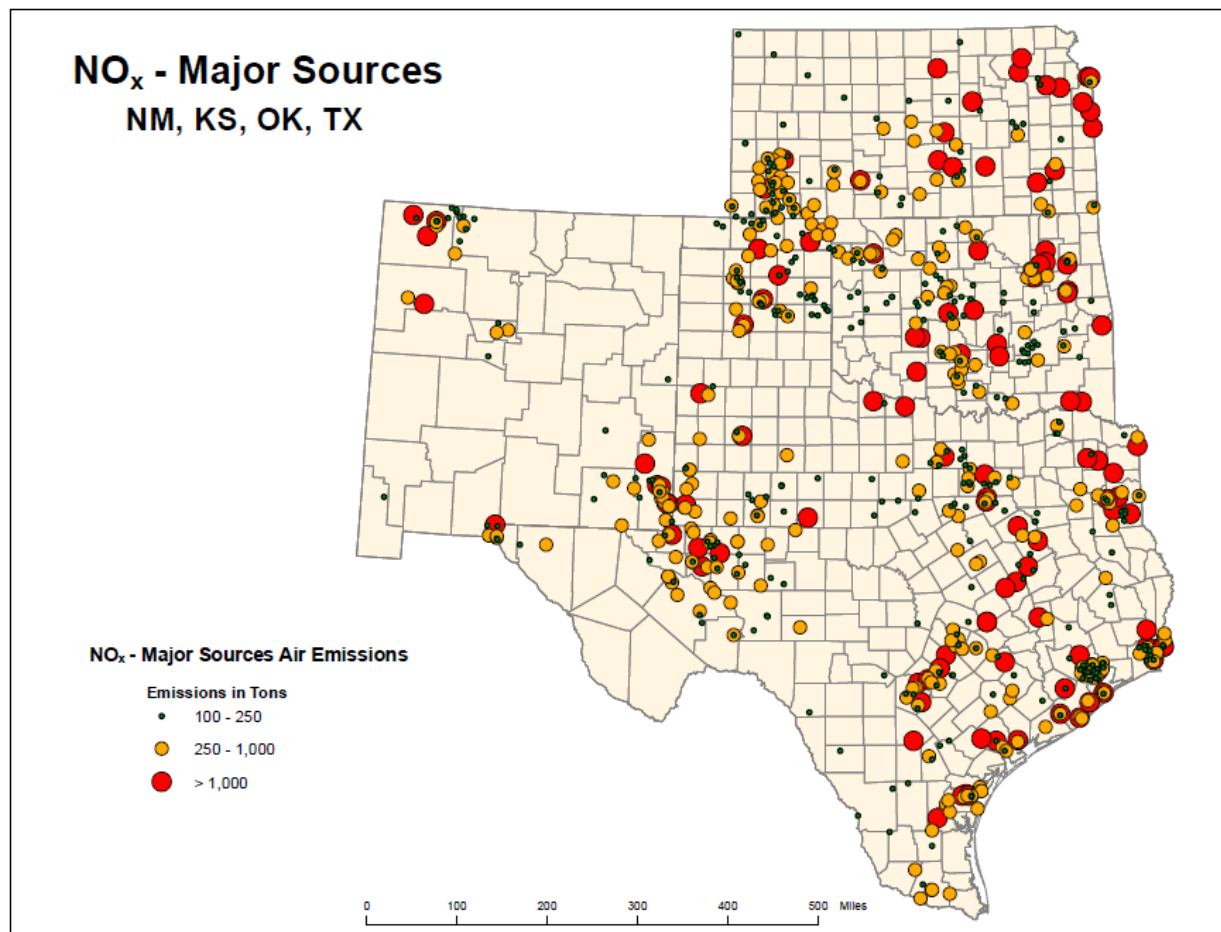 NOx - Major Sources
NM, KS, OK, TX
NOx - Major Sources Air Emissions
Emissions in Tons
100 - 250
250 - 1,000
> 1,000
0 100 200 300 400 500 Miles